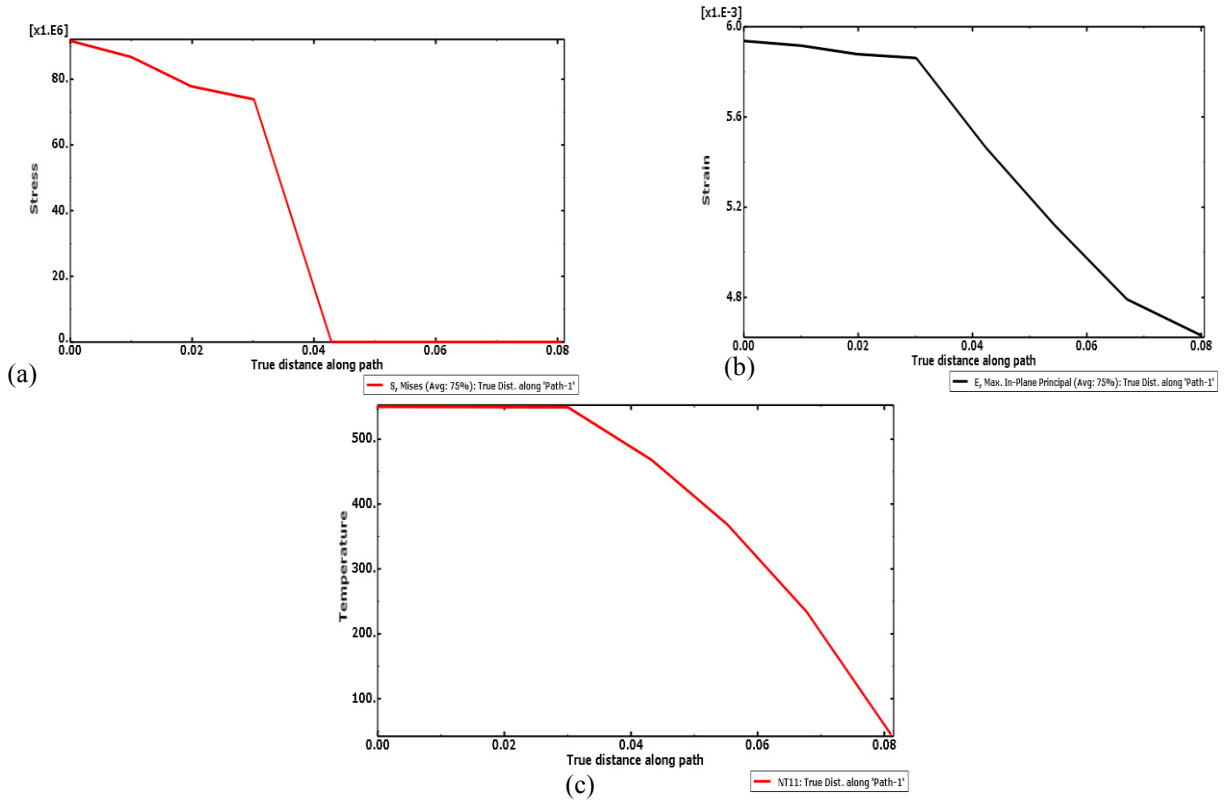 [x1.E6]
80.
60.
40.
20.
0.
0.00 0.02 0.04 0.06 0.08
Stress
True distance along path
S, Mises (Avg: 75%): True Dist. along 'Path-1'
(a)
[x1.E-3]
6.0
5.6
5.2
4.8
0.00 0.02 0.04 0.06 0.08
Strain
True distance along path
E, Max. In-Plane Principal (Avg: 75%): True Dist. along 'Path-1'
(b)
500.
400.
300.
200.
100.
0.00 0.02 0.04 0.06 0.08
Temperature
True distance along path
NT11: True Dist. along 'Path-1'
(c)